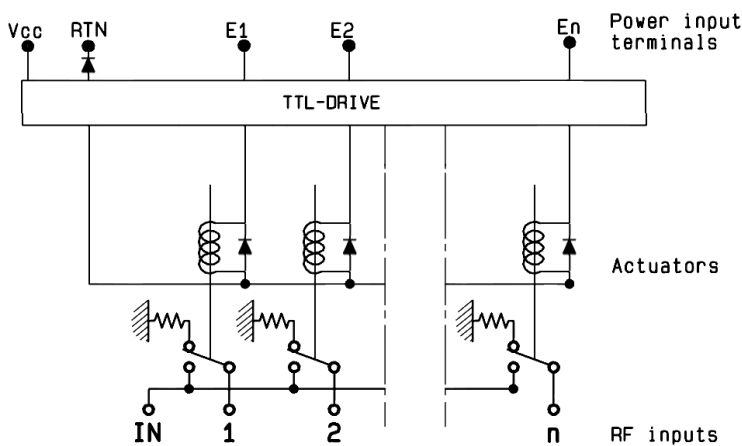 Vcc RTN E1 E2 En Power input
terminals
TTL-DRIVE
Actuators
IN 1 2 n RF inputs